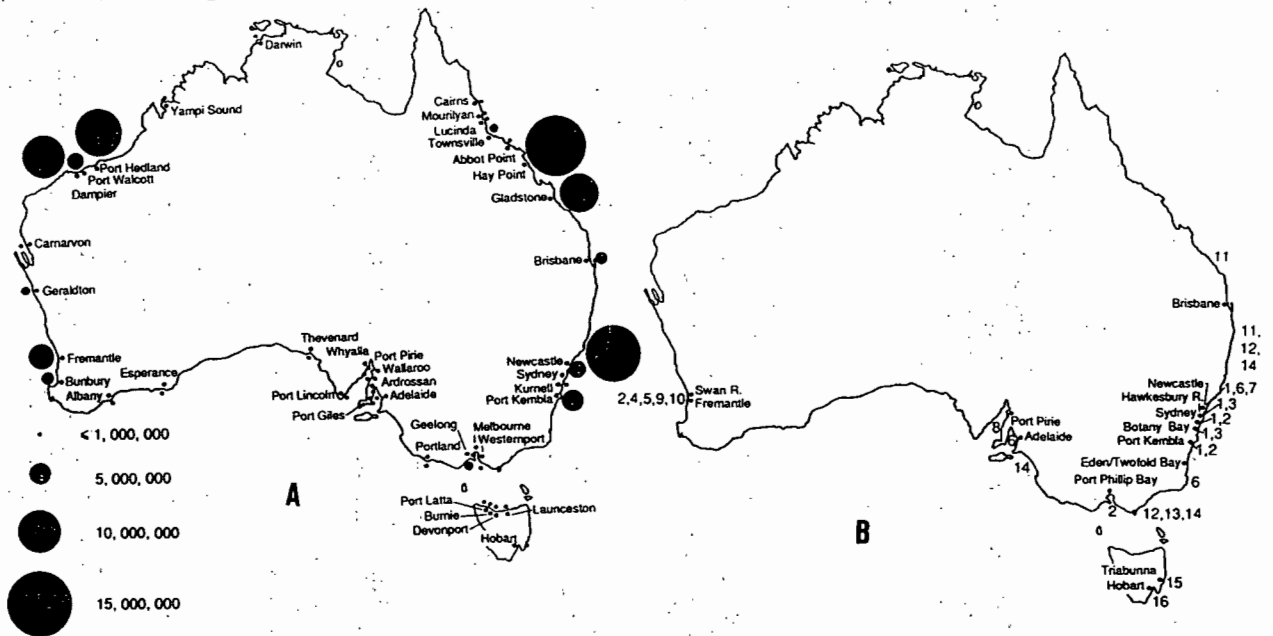 Darwin
Yampi Sound
Port Hedland
Port Walcott
Dampier
Carnarvon
Geraldton
Fremantle
Bunbury
Albany
Esperance
Thevenard
Whyalla
Port Pirie
Wallaroo
Ardrossan
Port Lincoln
Adelaide
Port Giles
Cairns
Mourilyan
Lucinda
Townsville
Abbot Point
Hay Point
Gladstone
Brisbane
Newcastle
Sydney
Kurnell
Port Kembla
Melbourne
Geelong
Westernport
Portland
Port Latta
Burnie
Devonport
Launceston
Hobart
< 1, 000, 000
5, 000, 000
10, 000, 000
15, 000, 000
A
11
Brisbane
11,
12,
14
Newcastle
1,6,7
Hawkesbury R.
1,3
Sydney
1,2
Botany Bay
1,3
Port Kembla
1,2
Eden/Twofold Bay
6
Port Phillip Bay
2
12,13,14
Swan R.
2,4,5,9,10
Fremantle
Port Pirie
8
6
Adelaide
14
Triabunna
15
Hobart
16
B